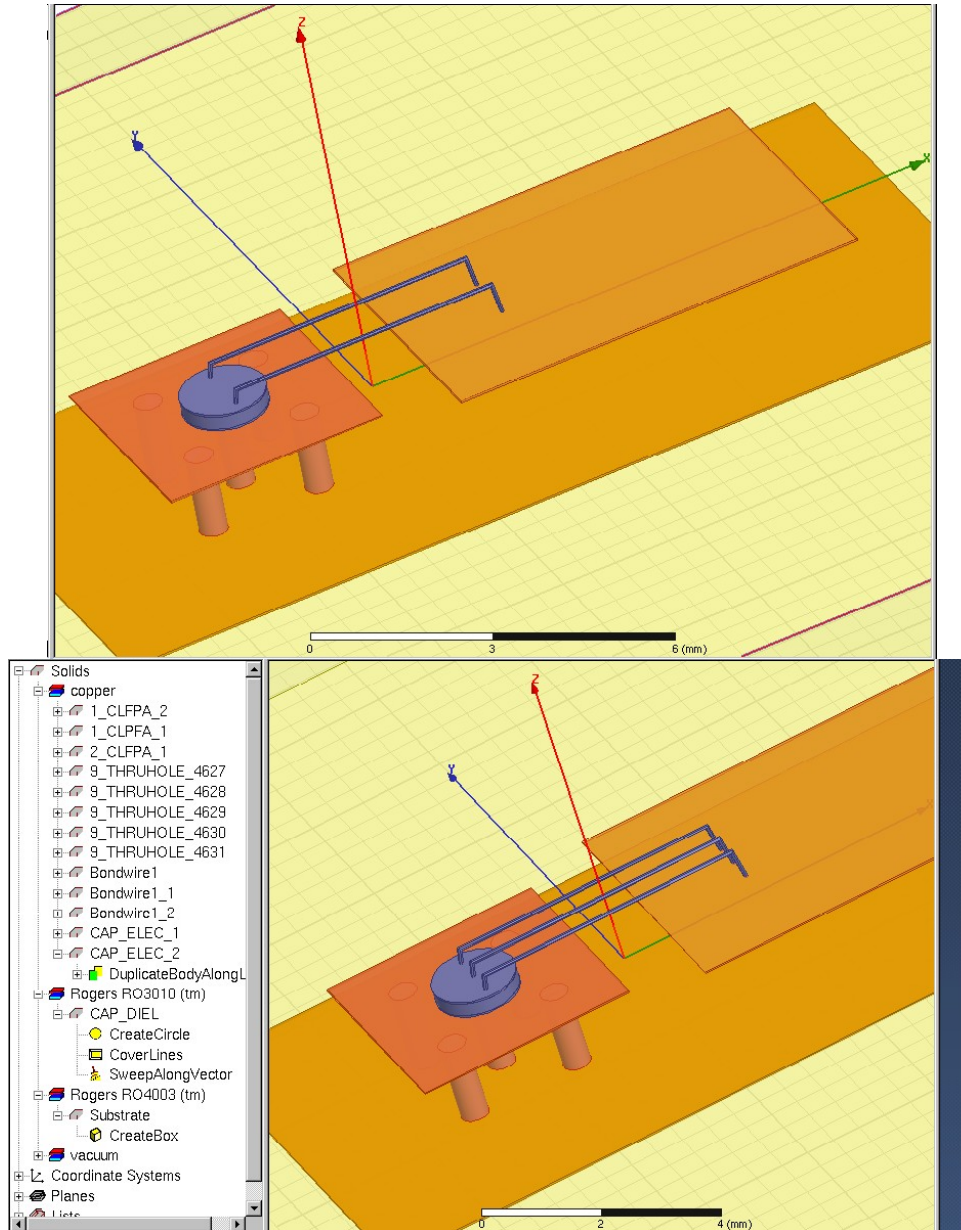 Z
Y
X
0 3 6 (mm)
Solids
copper
1_CLFPA_2
1_CLPFA_1
2_CLFPA_1
9_THRUHOLE_4627
9_THRUHOLE_4628
9_THRUHOLE_4629
9_THRUHOLE_4630
9_THRUHOLE_4631
Bondwire1
Bondwire1_1
Bondwire1_2
CAP_ELEC_1
CAP_ELEC_2
DuplicateBodyAlongL
Rogers RO3010 (tm)
CAP_DIEL
CreateCircle
CoverLines
SweepAlongVector
Rogers RO4003 (tm)
Substrate
CreateBox
vacuum
Coordinate Systems
Planes
Lists
Z
Y
0 2 4 (mm)